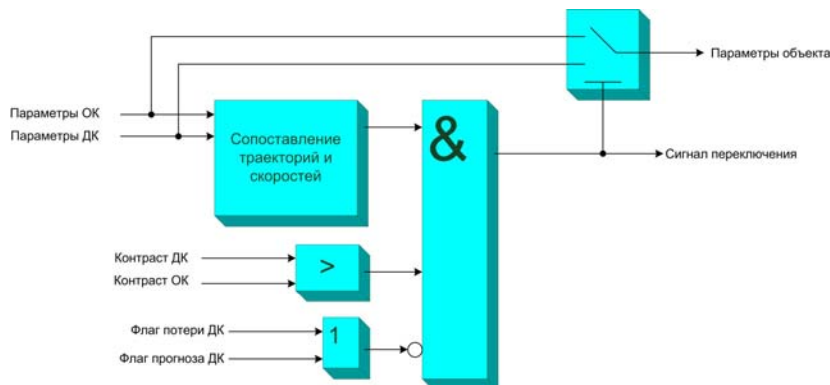 Параметры объекта
Параметры ОК
Параметры ДК
Сопоставление
траекторий и
скоростей
&
Сигнал переключения
Контраст ДК
Контраст ОК
>
Флаг потери ДК
Флаг прогноза ДК
1